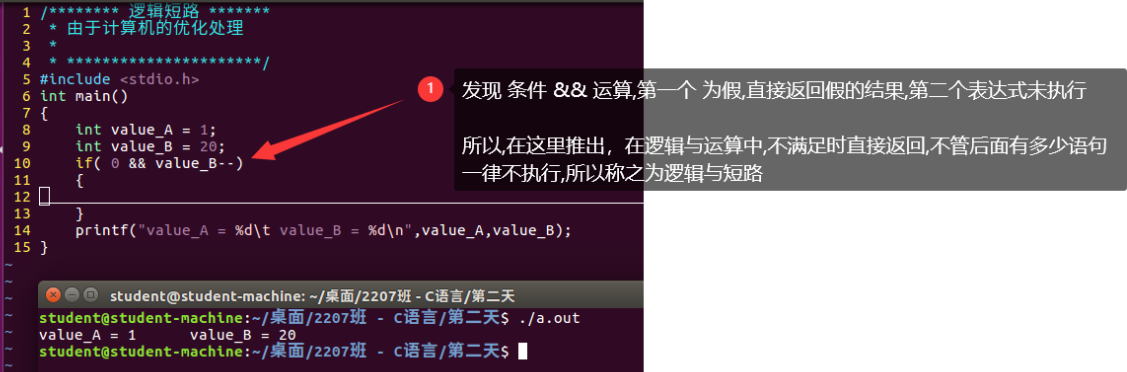 1 /******** 逻辑短路 *******
2 * 由于计算机的优化处理
3 *
4 * **********************/
5 #include <stdio.h>
6 int main()
7 {
8 int value_A = 1;
9 int value_B = 20;
10 if( 0 && value_B--)
11 {
12
13 }
14 printf("value_A = %d\t value_B = %d\n",value_A,value_B);
15 }
~
~
~
~
~
~
~
1
发现 条件 && 运算,第一个 为假,直接返回假的结果,第二个表达式未执行
所以,在这里推出，在逻辑与运算中,不满足时直接返回,不管后面有多少语句
一律不执行,所以称之为逻辑与短路
student@student-machine: ~/桌面/2207班 - C语言/第二天
student@student-machine:~/桌面/2207班 - C语言/第二天$ ./a.out
value_A = 1 value_B = 20
student@student-machine:~/桌面/2207班 - C语言/第二天$